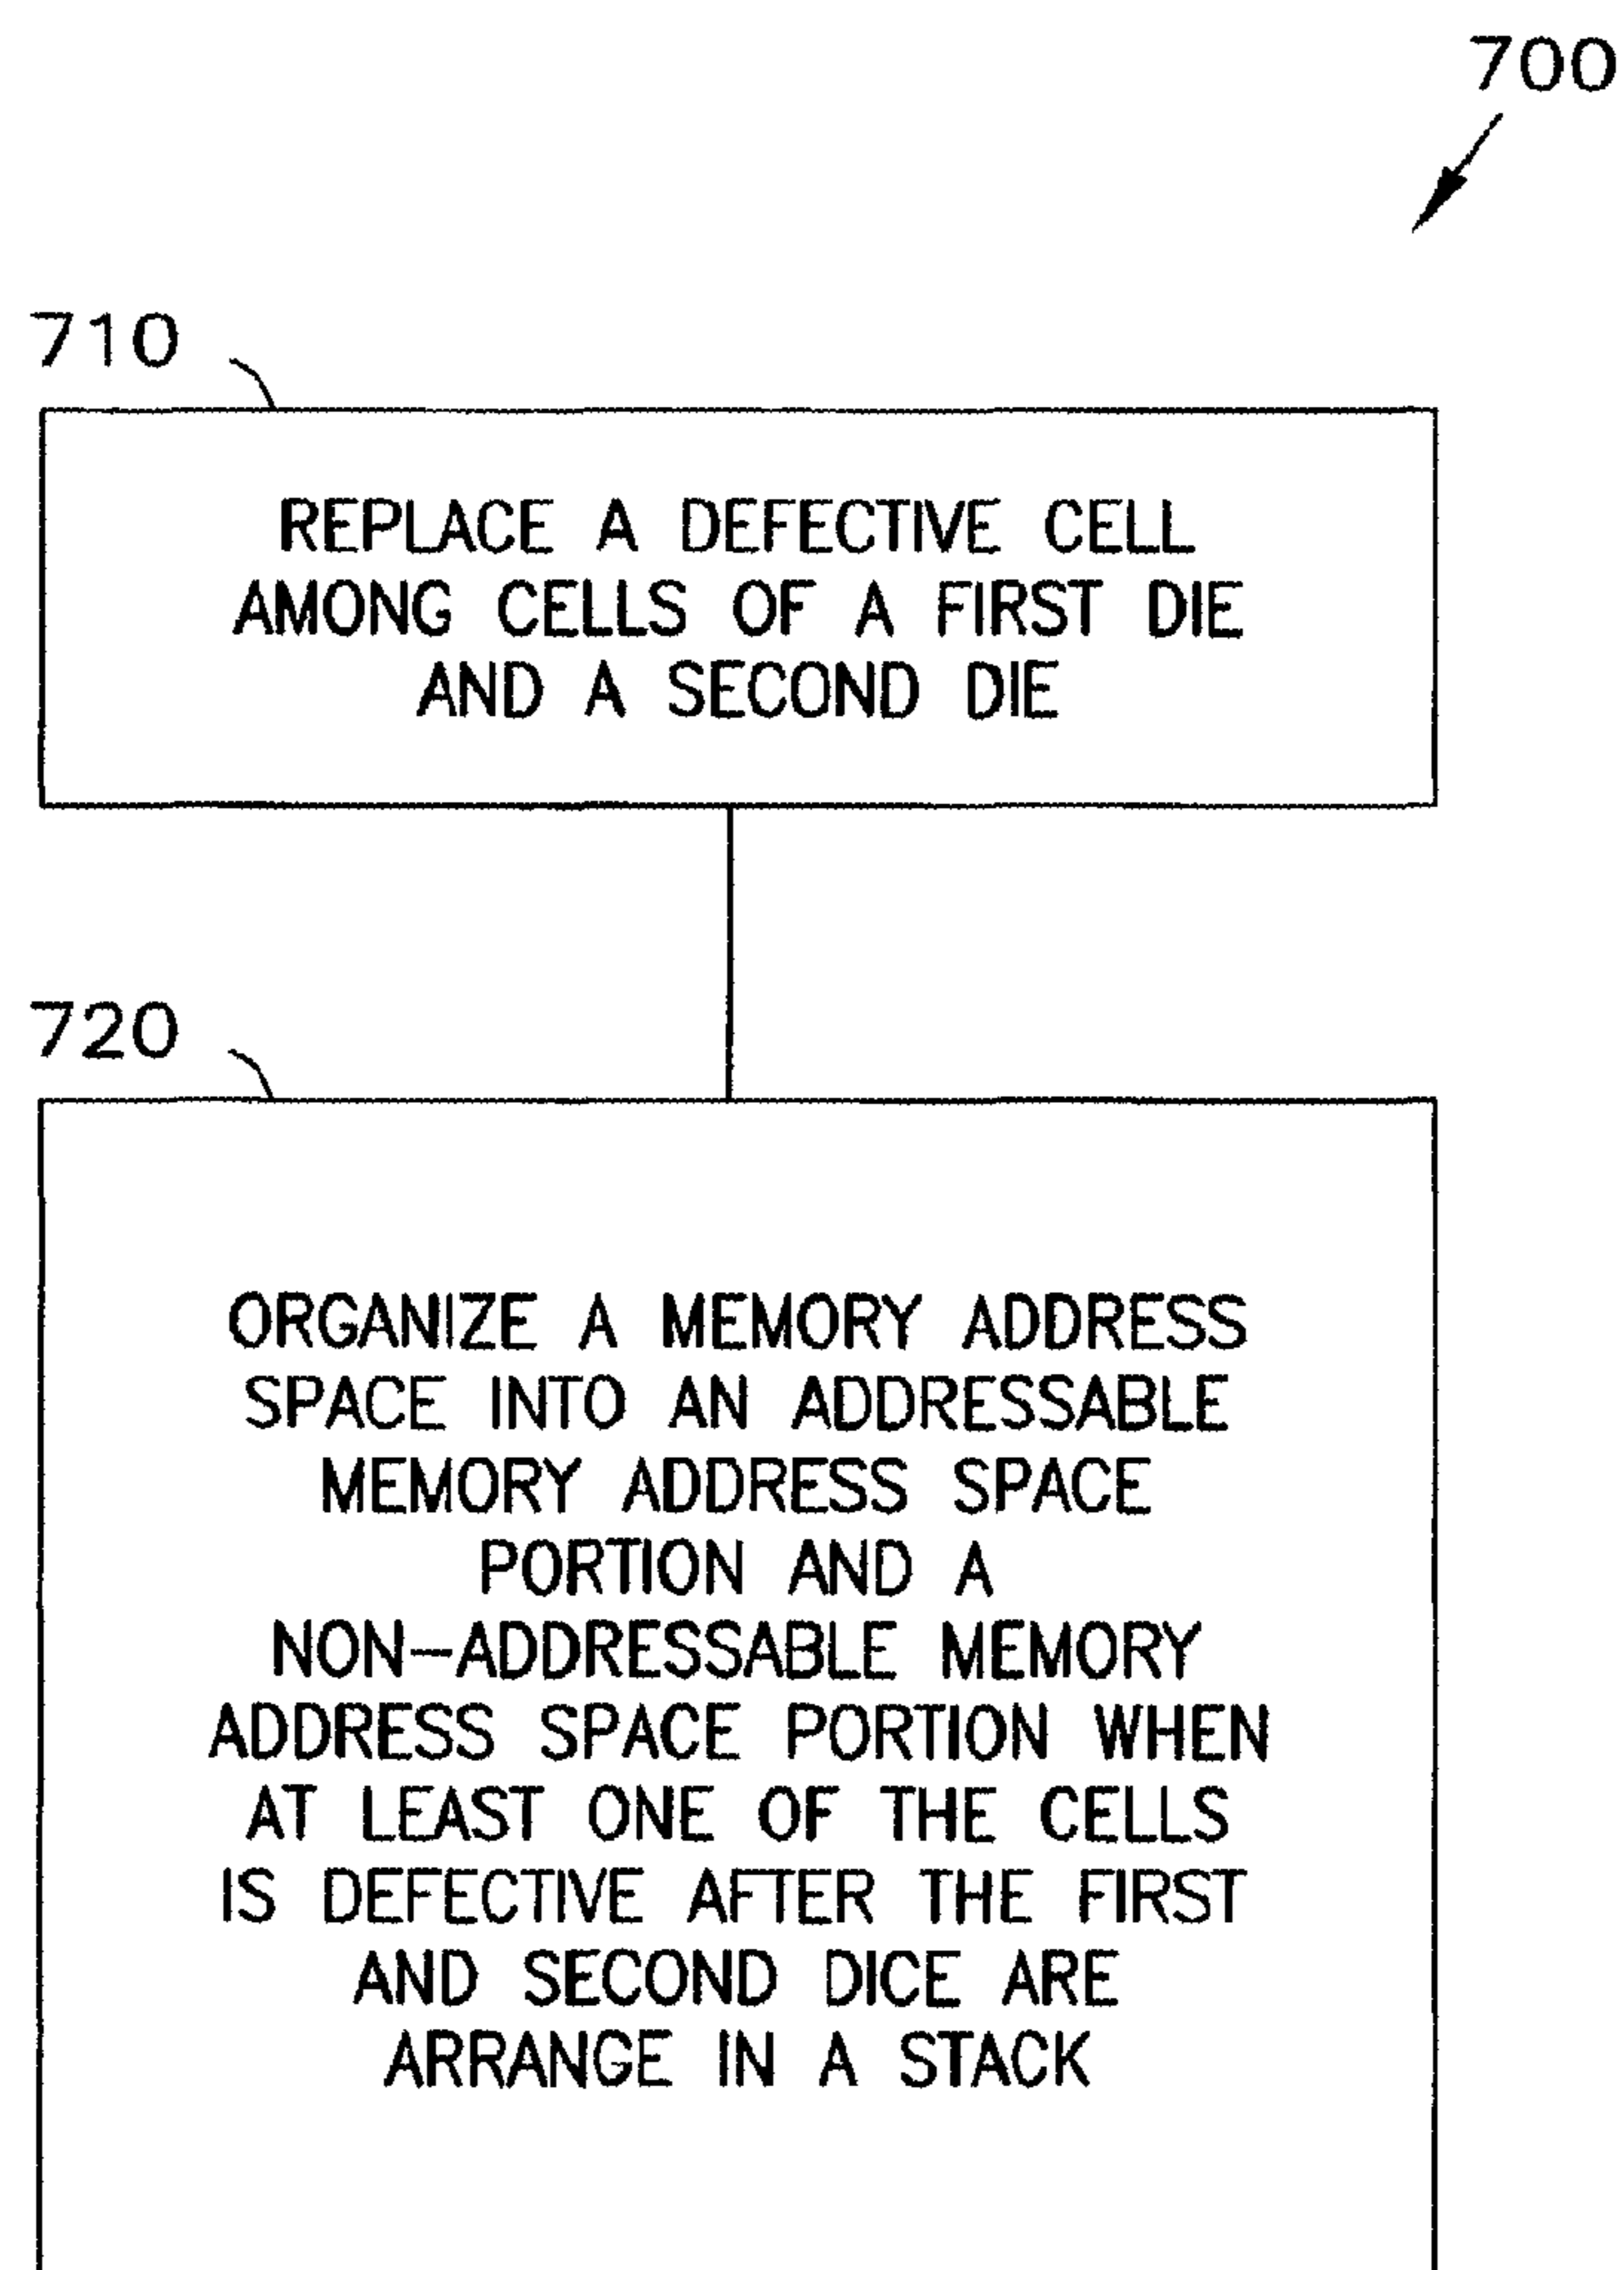 700
710
REPLACE A DEFECTIVE CELL
AMONG CELLS OF A FIRST DIE
AND A SECOND DIE
720
ORGANIZE A MEMORY ADDRESS
SPACE INTO AN ADDRESSABLE
MEMORY ADDRESS SPACE
PORTION AND A
NON-ADDRESSABLE MEMORY
ADDRESS SPACE PORTION WHEN
AT LEAST ONE OF THE CELLS
IS DEFECTIVE AFTER THE FIRST
AND SECOND DICE ARE
ARRANGE IN A STACK